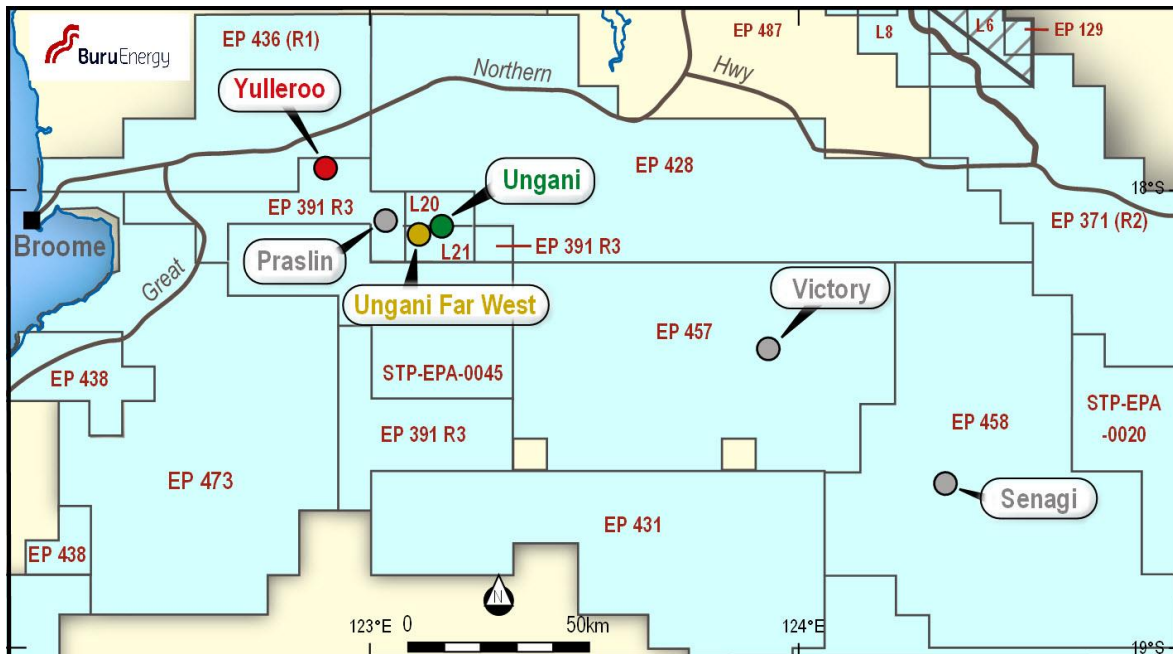 BuruEnergy
EP 436 (R1)
EP 487
L8
L6
EP 129
Northern
Hwy
Yulleroo
Ungani
EP 428
18°S
L20
EP 391 R3
EP 371 (R2)
Broome
Praslin
L21
EP 391 R3
Great
Ungani Far West
Victory
EP 457
EP 438
STP-EPA-0045
EP 458
STP-EPA
-0020
EP 391 R3
EP 473
Senagi
EP 431
EP 438
N
123°E
0
50km
124°E
19°S